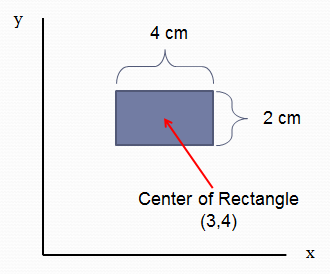 y
4 cm
2 cm
Center of Rectangle
(3,4)
x